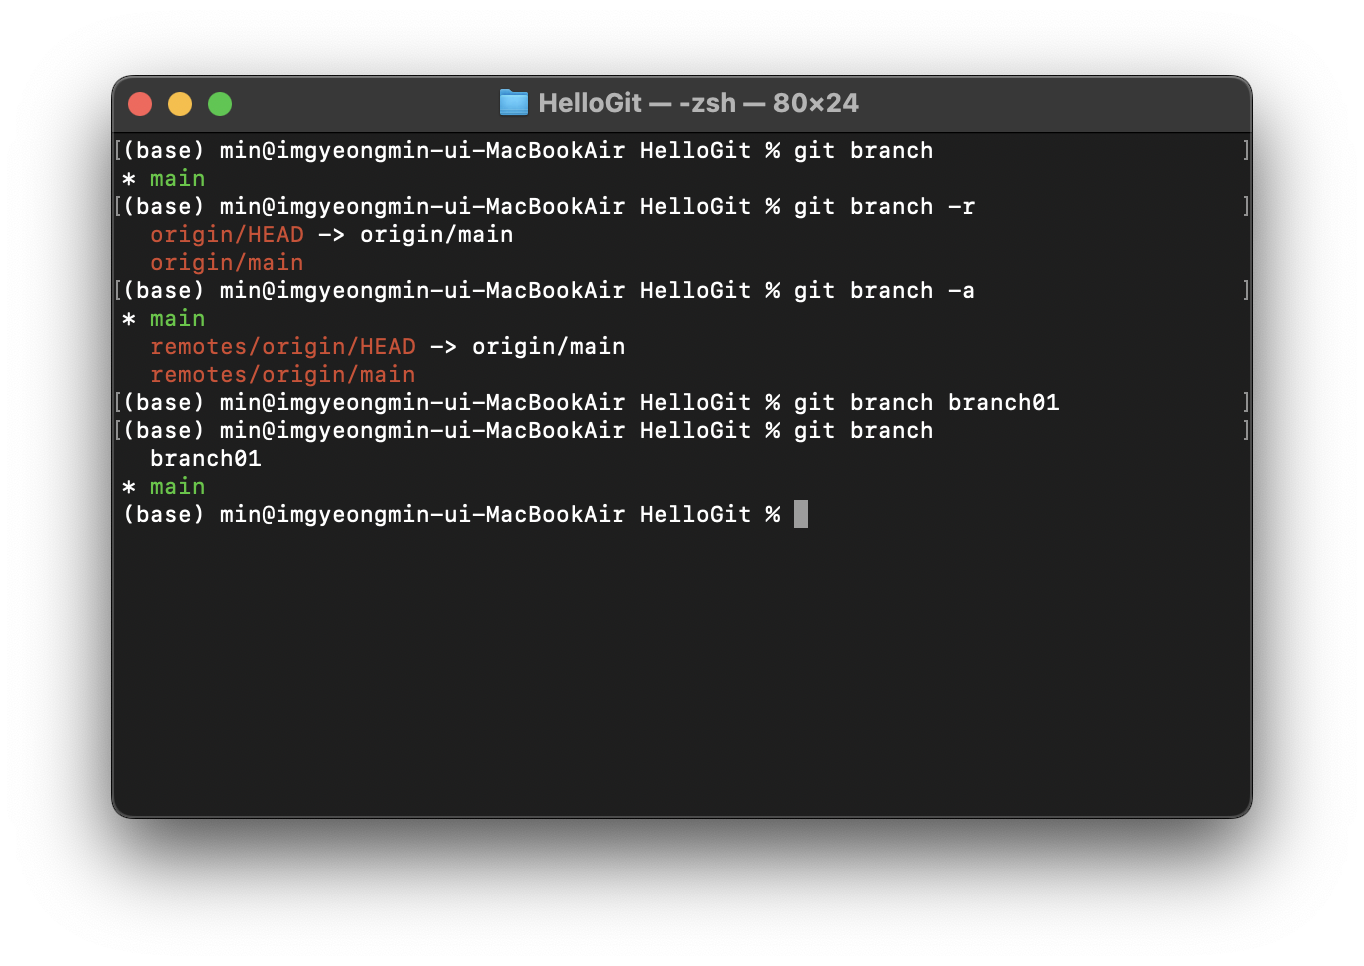 HelloGit — -zsh — 80×24
[(base) min@imgyeongmin-ui-MacBookAir HelloGit % git branch ]
* main
[(base) min@imgyeongmin-ui-MacBookAir HelloGit % git branch -r ]
origin/HEAD -> origin/main
origin/main
[(base) min@imgyeongmin-ui-MacBookAir HelloGit % git branch -a ]
* main
remotes/origin/HEAD -> origin/main
remotes/origin/main
[(base) min@imgyeongmin-ui-MacBookAir HelloGit % git branch branch01 ]
[(base) min@imgyeongmin-ui-MacBookAir HelloGit % git branch ]
branch01
* main
(base) min@imgyeongmin-ui-MacBookAir HelloGit %